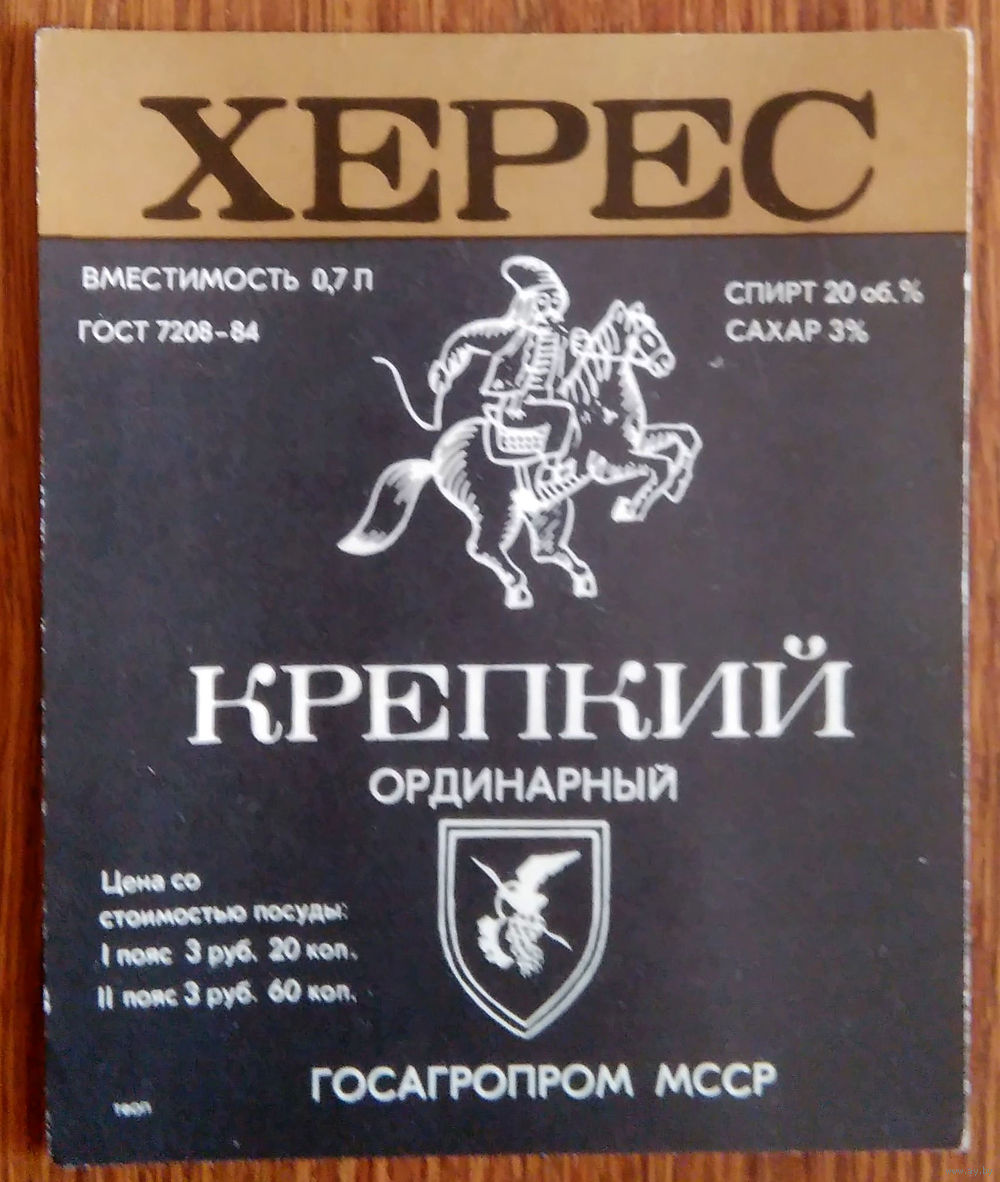 ХЕРЕС
ВМЕСТИМОСТЬ 0,7 Л
ГОСТ 7208-84
СПИРТ 20 об.%
САХАР 3%
КРЕПКИЙ
ОРДИНАРНЫЙ
Цена со
стоимостью посуды:
I пояс 3 руб. 20 коп.
II пояс 3 руб. 60 коп.
ГОСАГРОПРОМ МССР